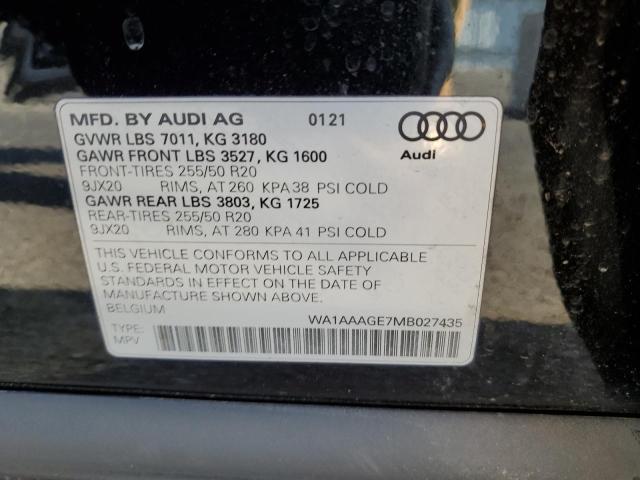 MFD. BY AUDI AG 0121
GVWR LBS 7011, KG 3180
GAWR FRONT LBS 3527, KG 1600
Audi
FRONT-TIRES 255/50 R20
9JX20 RIMS, AT 260 KPA 38 PSI COLD
GAWR REAR LBS 3803, KG 1725
REAR-TIRES 255/50 R20
9JX20 RIMS, AT 280 KPA 41 PSI COLD
THIS VEHICLE CONFORMS TO ALL APPLICABLE
U.S. FEDERAL MOTOR VEHICLE SAFETY
STANDARDS IN EFFECT ON THE DATE OF
MANUFACTURE SHOWN ABOVE.
BELGIUM
WA1AAAGE7MB027435
TYPE:
MPV